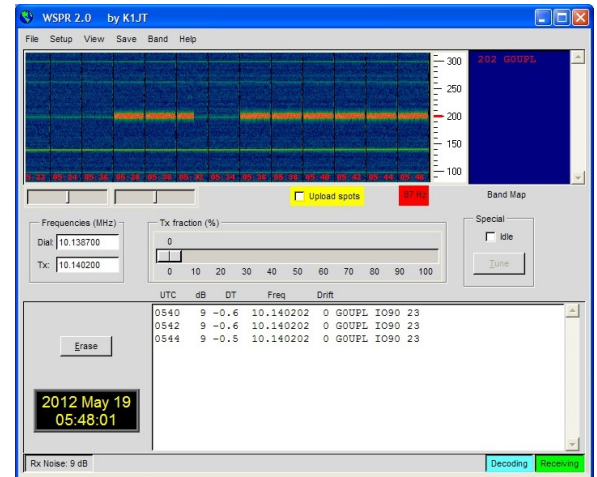 WSPR 2.0 by K1JT
File Setup View Save Band Help
300
250
200
150
100
202 G0UPL
Upload spots
87 Hz
Band Map
Frequencies (MHz)
Dial: 10.138700
Tx: 10.140200
Tx fraction (%)
0
0 10 20 30 40 50 60 70 80 90 100
Special
Idle
Tune
UTC dB DT Freq Drift
0540 9 -0.6 10.140202 0 G0UPL IO90 23
0542 9 -0.6 10.140202 0 G0UPL IO90 23
0544 9 -0.5 10.140202 0 G0UPL IO90 23
Erase
2012 May 19
05:48:01
Rx Noise: 9 dB
Decoding
Receiving